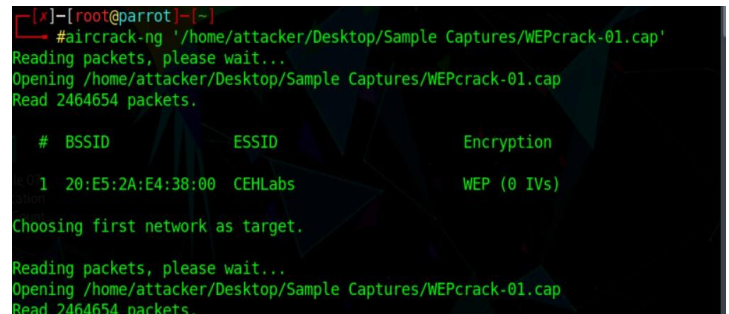 [x]-[root@parrot]-[~]
#aircrack-ng '/home/attacker/Desktop/Sample Captures/WEPcrack-01.cap'
Reading packets, please wait...
Opening /home/attacker/Desktop/Sample Captures/WEPcrack-01.cap
Read 2464654 packets.
# BSSID ESSID Encryption
1 20:E5:2A:E4:38:00 CEHLabs WEP (0 IVs)
Choosing first network as target.
Reading packets, please wait...
Opening /home/attacker/Desktop/Sample Captures/WEPcrack-01.cap
Read 2464654 packets.